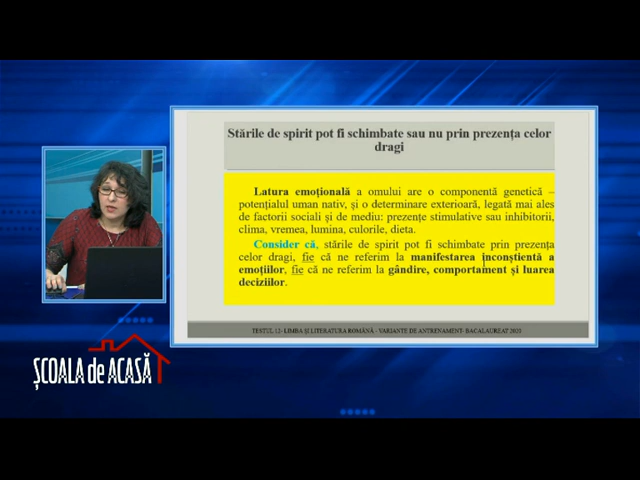 Stările de spirit pot fi schimbate sau nu prin prezența celor
dragi
Latura emoțională a omului are o componentă genetică –
potențialul uman nativ, și o determinare exterioară, legată mai ales
de factorii sociali și de mediu: prezențe stimulative sau inhibitorii,
clima, vremea, lumina, culorile, dieta.
Consider că, stările de spirit pot fi schimbate prin prezența
celor dragi, fie că ne referim la manifestarea inconștientă a
emoțiilor, fie că ne referim la gândire, comportament și luarea
deciziilor.
TESTUL 12- LIMBA ȘI LITERATURA ROMÂNĂ - VARIANTE DE ANTRENAMENT- BACALAUREAT 2021
ȘCOALA de ACASĂ